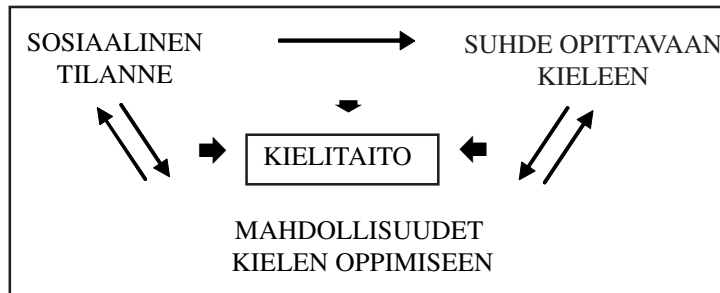 SOSIAALINEN
TILANNE
SUHDE OPITTAVAAN
KIELEEN
KIELITAITO
MAHDOLLISUUDET
KIELEN OPPIMISEEN